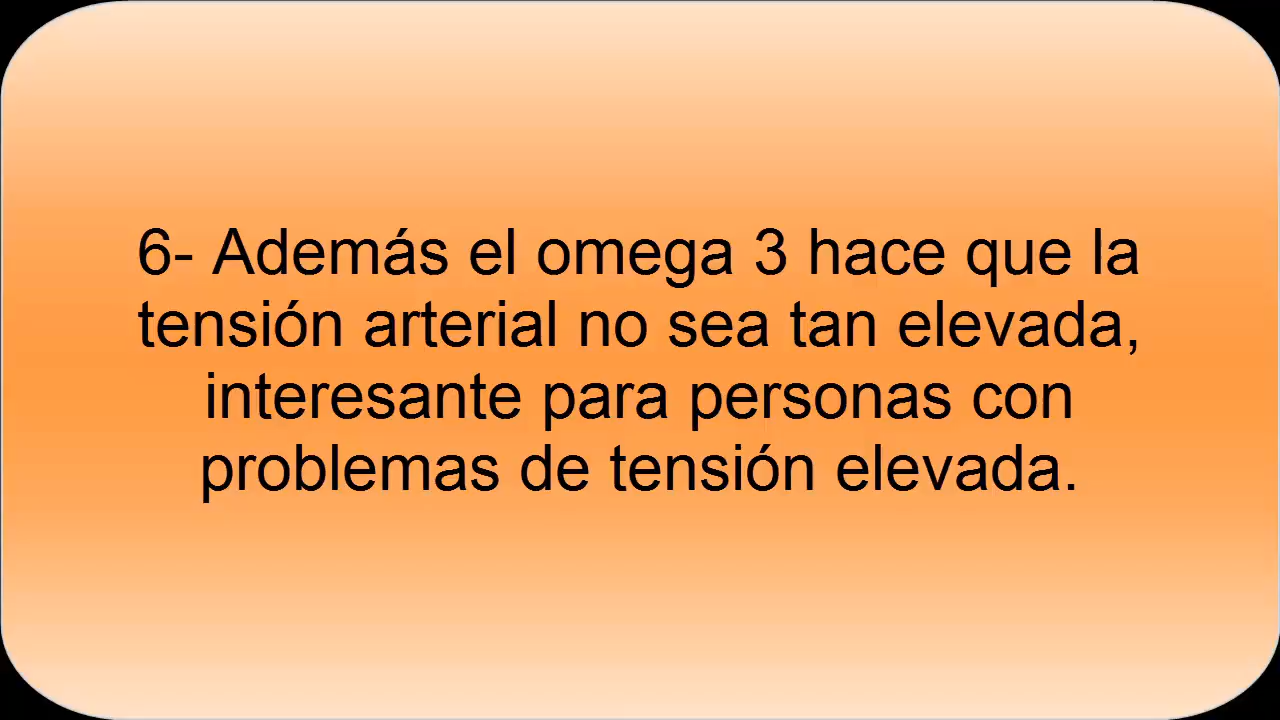 6- Además el omega 3 hace que la
tensión arterial no sea tan elevada,
interesante para personas con
problemas de tensión elevada.